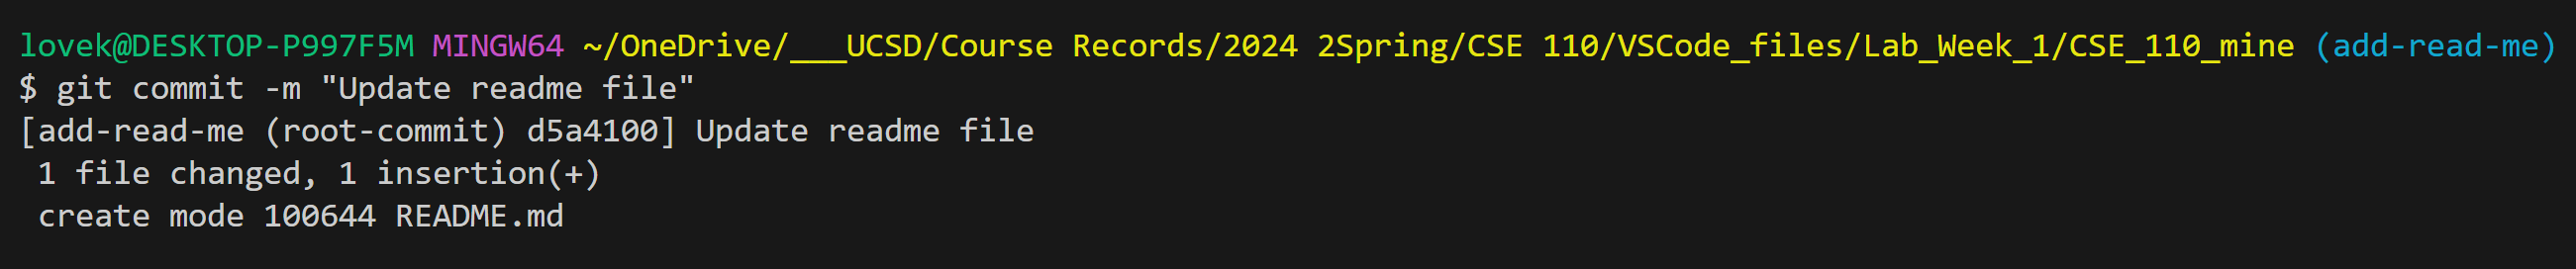 lovek@DESKTOP-P997F5M MINGW64 ~/OneDrive/___UCSD/Course Records/2024 2Spring/CSE 110/VSCode_files/Lab_Week_1/CSE_110_mine (add-read-me)
$ git commit -m "Update readme file"
[add-read-me (root-commit) d5a4100] Update readme file
 1 file changed, 1 insertion(+)
 create mode 100644 README.md